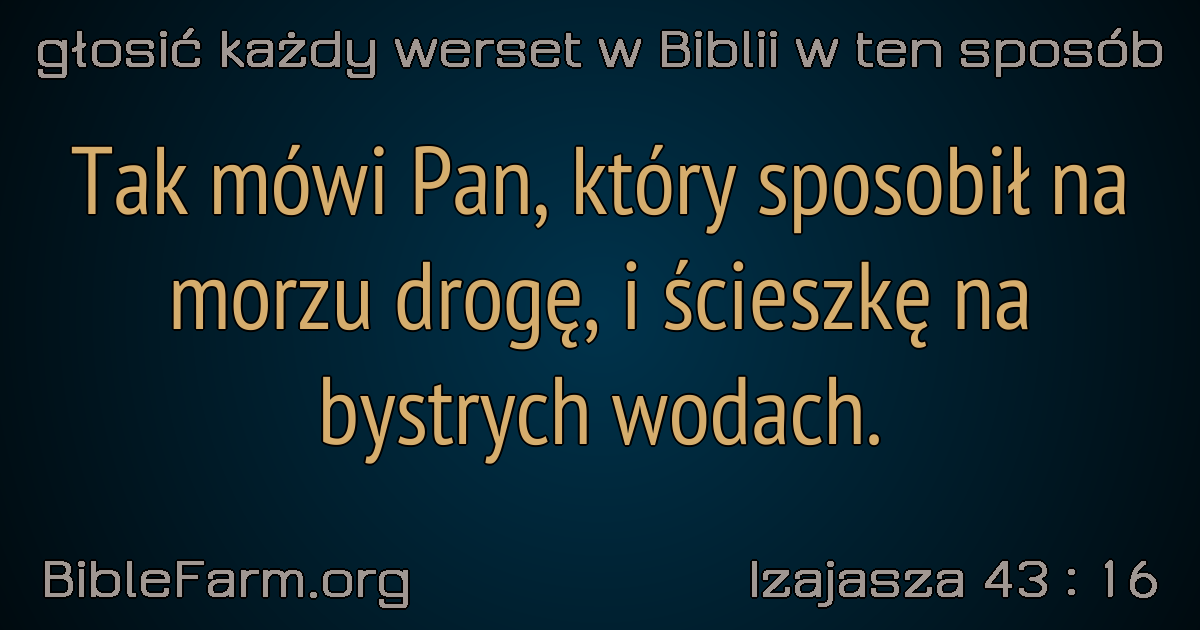 głosić każdy werset w Biblii w ten sposób
Tak mówi Pan, który sposobił na
morzu drogę, i ścieszkę na
bystrych wodach.
BibleFarm.org
Izajasza 43 : 16